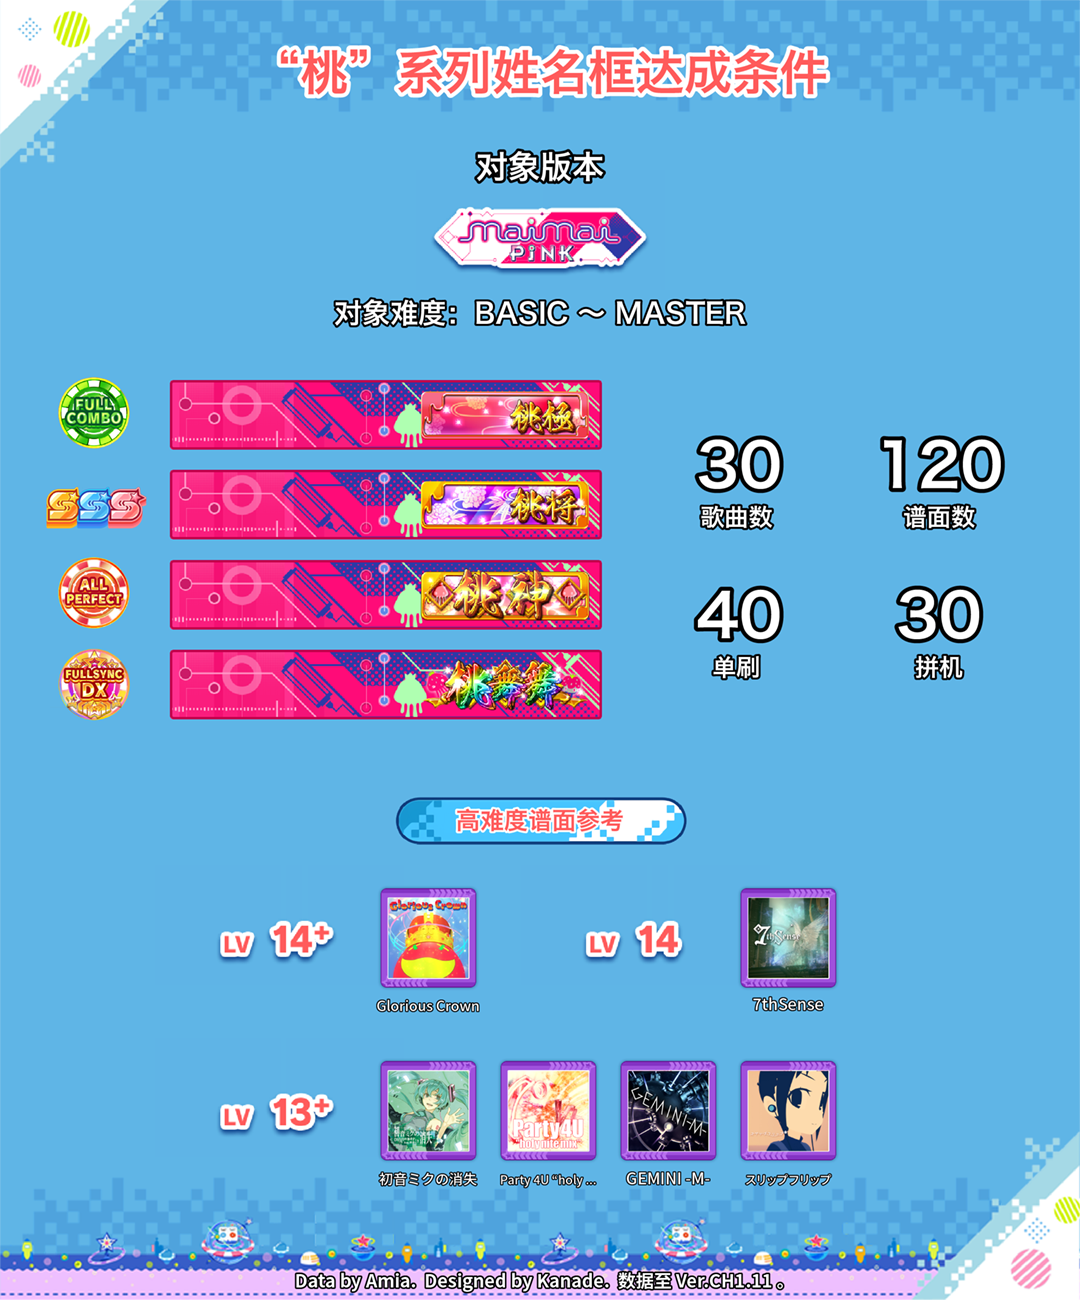 “桃”系列姓名框达成条件
对象版本
maimai
PiNK
对象难度：BASIC ～ MASTER
FULL
COMBO
桃極
SSS
桃将
ALL
PERFECT
桃神
FULLSYNC
DX
桃舞舞
30
歌曲数
120
谱面数
40
单刷
30
拼机
高难度谱面参考
LV 14+
Glorious Crown
Glorious Crown
LV 14
7thSense
7thSense
LV 13+
初音ミクの消失
Party4U
"holy nite mix"
Party 4U “holy ...
GEMINI-M-
GEMINI -M-
スリップフリップ
Data by Amia. Designed by Kanade. 数据至 Ver.CH1.11 。